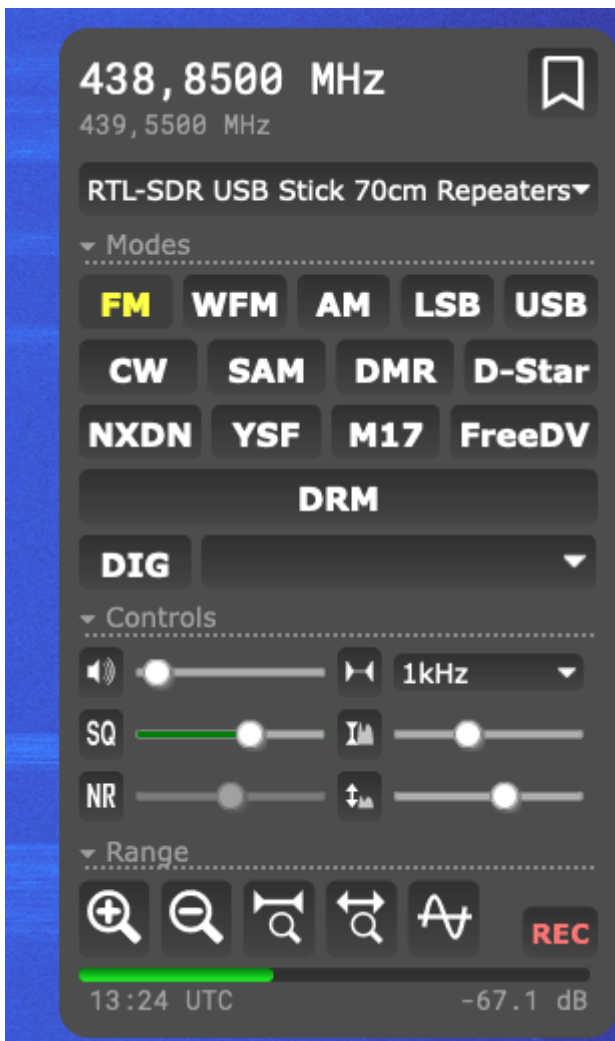 438,8500 MHz
439,5500 MHz
RTL-SDR USB Stick 70cm Repeaters
Modes
FM WFM AM LSB USB
CW SAM DMR D-Star
NXDN YSF M17 FreeDV
DRM
DIG
Controls
1kHz
SQ
NR
Range
REC
13:24 UTC -67.1 dB